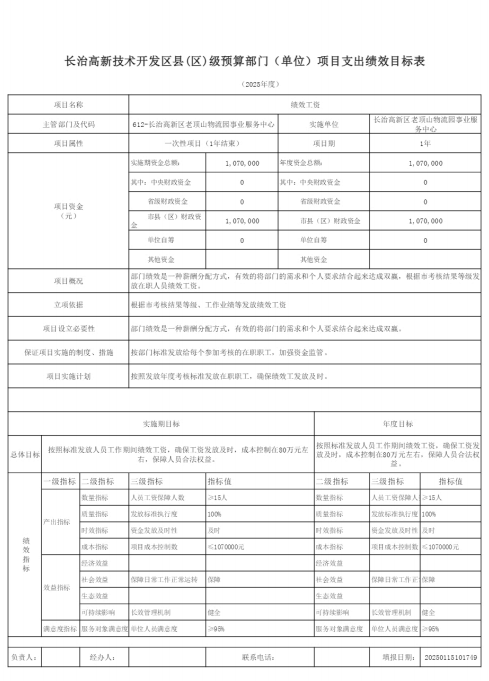 长治高新技术开发区县(区)级预算部门（单位）项目支出绩效目标表
（2025年度）
项目名称 绩效工资
主管部门及代码 612-长治高新区老顶山物流园事业服务中心 实施单位 长治高新区老顶山物流园事业服务中心
项目属性 一次性项目（1年结束） 项目期 1年
项目资金（元） 实施期资金总额： 1,070,000 年度资金总额： 1,070,000
其中：中央财政资金 0 其中：中央财政资金 0
省级财政资金 0 省级财政资金 0
市县（区）财政资金 1,070,000 市县（区）财政资金 1,070,000
单位自筹 0 单位自筹 0
其他资金 其他资金
项目概况 部门绩效是一种薪酬分配方式，有效的将部门的需求和个人要求结合起来达成双赢，根据市考核结果等级发放在职人员绩效工资。
立项依据 根据市考核结果等级、工作业绩等发放绩效工资
项目设立必要性 部门绩效是一种薪酬分配方式，有效的将部门的需求和个人要求结合起来达成双赢。
保证项目实施的制度、措施 按部门标准发放给每个参加考核的在职职工，加强资金监管。
项目实施计划 按照发放年度考核标准发放在职职工，确保绩效工发放及时。
实施期目标 年度目标
总体目标 按照标准发放人员工作期间绩效工资，确保工资发放及时，成本控制在80万元左右，保障人员合法权益。 按照标准发放人员工作期间绩效工资，确保工资发放及时，成本控制在80万元左右，保障人员合法权益。
绩效指标 一级指标 二级指标 三级指标 指标值 二级指标 三级指标 指标值
产出指标 数量指标 人员工资保障人数 ≥15人 数量指标 人员工资保障人 ≥15人
质量指标 发放标准执行度 100% 质量指标 发放标准执行度 100%
时效指标 资金发放及时性 及时 时效指标 资金发放及时性 及时
成本指标 项目成本控制数 ≤1070000元 成本指标 项目成本控制数 ≤1070000元
效益指标 经济效益 经济效益
社会效益 保障日常工作正常运转 保障 社会效益 保障日常工作正 保障
生态效益 生态效益
可持续影响 长效管理机制 健全 可持续影响 长效管理机制 健全
满意度指标 服务对象满意度 单位人员满意度 ≥95% 服务对象满意度 单位人员满意度 ≥95%
负责人： 经办人： 联系电话： 填报日期： 20250115101749